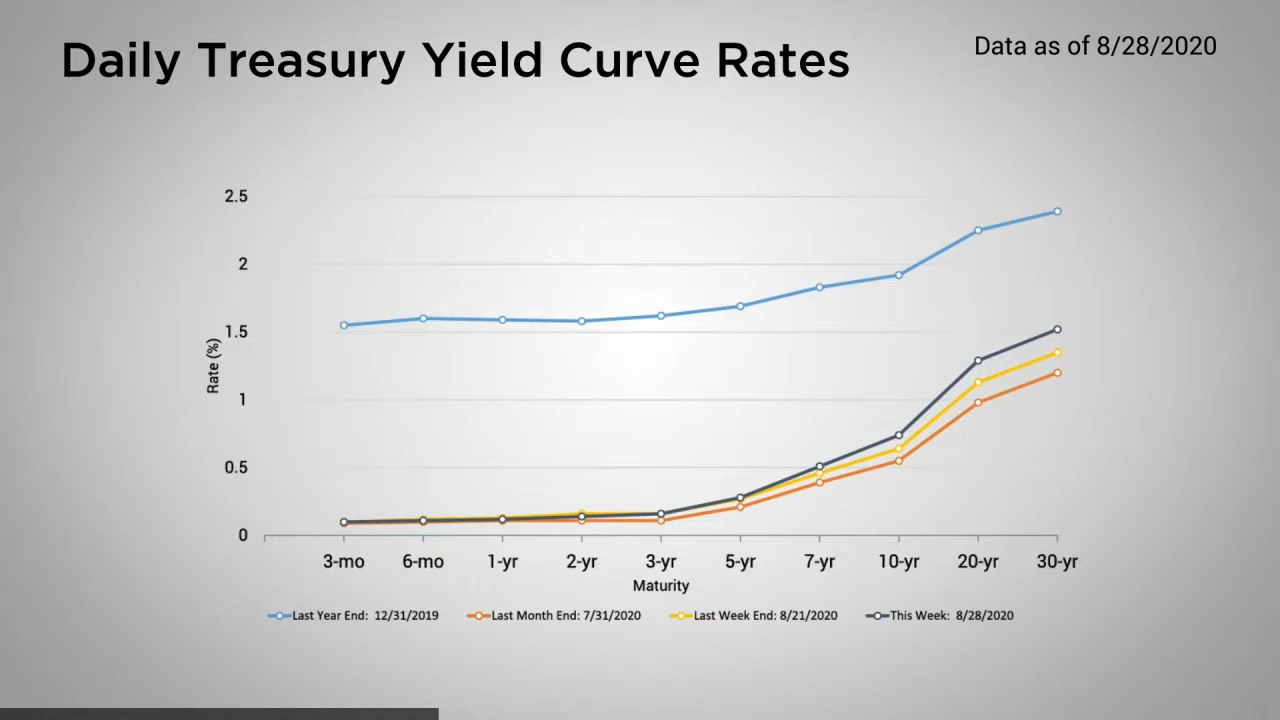 Daily Treasury Yield Curve Rates
Data as of 8/28/2020
2.5
2
1.5
1
0.5
0
Rate (%)
3-mo 6-mo 1-yr 2-yr 3-yr 5-yr 7-yr 10-yr 20-yr 30-yr
Maturity
Last Year End: 12/31/2019 Last Month End: 7/31/2020 Last Week End: 8/21/2020 This Week: 8/28/2020